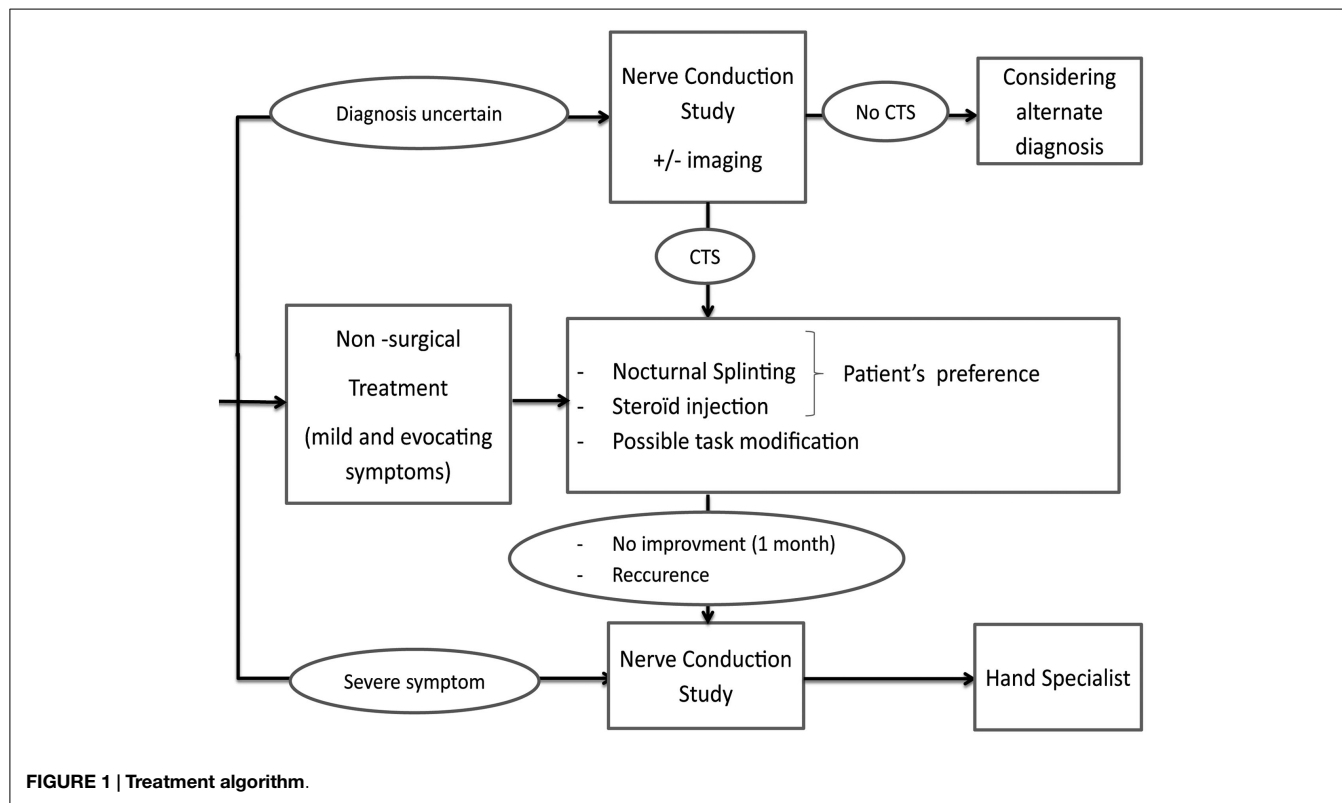 Diagnosis uncertain
Nerve Conduction
Study
+/- imaging
No CTS
Considering
alternate
diagnosis
CTS
Non -surgical
Treatment
(mild and evocating
symptoms)
- Nocturnal Splinting
- Steroïd injection
- Possible task modification
Patient's preference
- No improvment (1 month)
- Reccurence
Severe symptom
Nerve Conduction
Study
Hand Specialist
FIGURE 1 | Treatment algorithm.